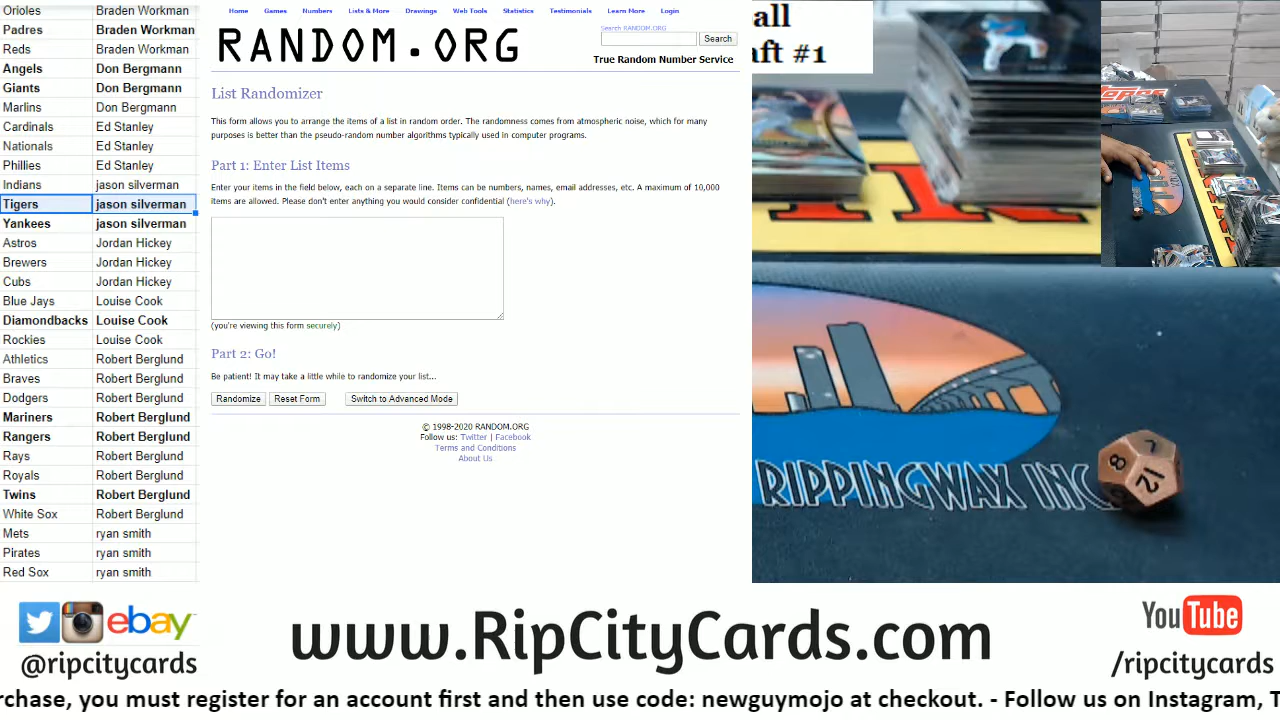 Orioles Braden Workman
Padres Braden Workman
Reds Braden Workman
Angels Don Bergmann
Giants Don Bergmann
Marlins Don Bergmann
Cardinals Ed Stanley
Nationals Ed Stanley
Phillies Ed Stanley
Indians jason silverman
Tigers jason silverman
Yankees jason silverman
Astros Jordan Hickey
Brewers Jordan Hickey
Cubs Jordan Hickey
Blue Jays Louise Cook
Diamondbacks Louise Cook
Rockies Louise Cook
Athletics Robert Berglund
Braves Robert Berglund
Dodgers Robert Berglund
Mariners Robert Berglund
Rangers Robert Berglund
Rays Robert Berglund
Royals Robert Berglund
Twins Robert Berglund
White Sox Robert Berglund
Mets ryan smith
Pirates ryan smith
Red Sox ryan smith
Home Games Numbers Lists & More Drawings Web Tools Statistics Testimonials Learn More Login
RANDOM.ORG
Search RANDOM.ORG
Search
True Random Number Service
List Randomizer
This form allows you to arrange the items of a list in random order. The randomness comes from atmospheric noise, which for many
purposes is better than the pseudo-random number algorithms typically used in computer programs.
Part 1: Enter List Items
Enter your items in the field below, each on a separate line. Items can be numbers, names, email addresses, etc. A maximum of 10,000
items are allowed. Please don't enter anything you would consider confidential (here's why).
(you're viewing this form securely)
Part 2: Go!
Be patient! It may take a little while to randomize your list...
Randomize Reset Form Switch to Advanced Mode
© 1998-2020 RANDOM.ORG
Follow us: Twitter | Facebook
Terms and Conditions
About Us
all
aft #1
RIPPINGWAX INC
8
12
ebay
@ripcitycards
www.RipCityCards.com
YouTube
/ripcitycards
rchase, you must register for an account first and then use code: newguymojo at checkout. - Follow us on Instagram, T